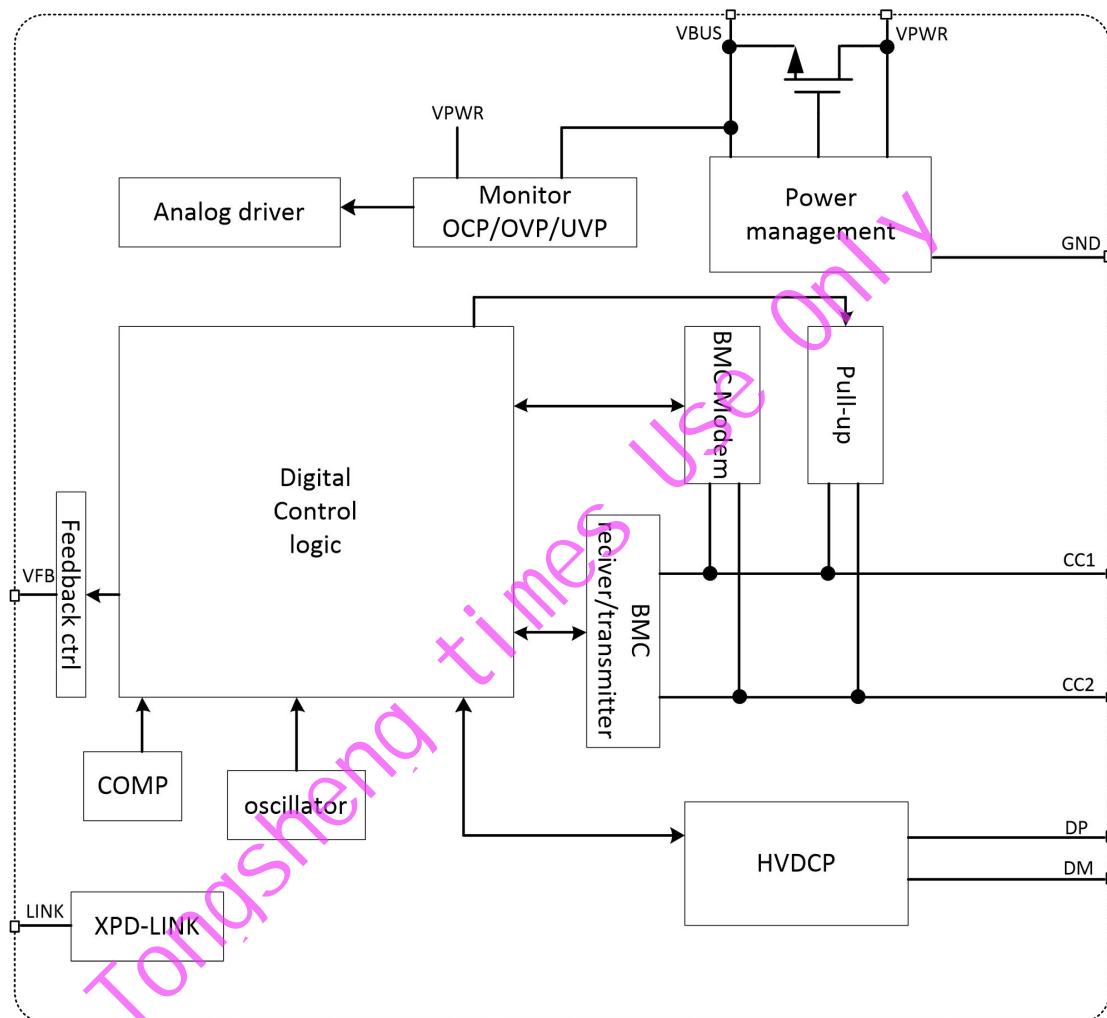 VBUS
VPWR
VPWR
Analog driver
Monitor
OCP/OVP/UVP
Power
management
GND
Digital
Control
logic
BMC Modem
Pull-up
Feedback ctrl
VFB
BMC
reciver/transmitter
CC1
CC2
COMP
oscillator
HVDCP
DP
DM
LINK
XPD-LINK
Tongsheng times Use Only